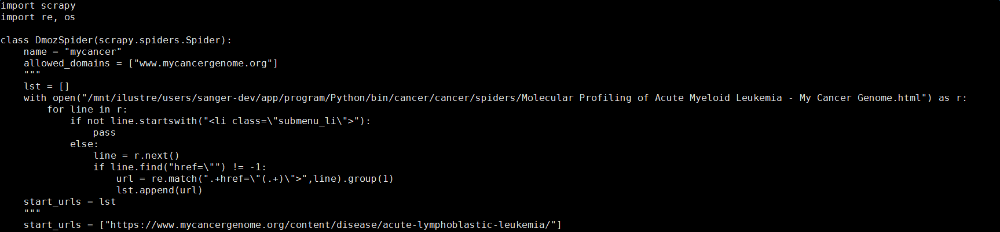 import scrapy
import re, os

class DmozSpider(scrapy.spiders.Spider):
    name = "mycancer"
    allowed_domains = ["www.mycancergenome.org"]
    """
    lst = []
    with open("/mnt/ilustre/users/sanger-dev/app/program/Python/bin/cancer/cancer/spiders/Molecular Profiling of Acute Myeloid Leukemia - My Cancer Genome.html") as r:
        for line in r:
            if not line.startswith("<li class=\"submenu_li\">"):
                pass
            else:
                line = r.next()
                if line.find("href=\"") != -1:
                    url = re.match(".+href=\"(.+)\">",line).group(1)
                    lst.append(url)
    start_urls = lst
    """
    start_urls = ["https://www.mycancergenome.org/content/disease/acute-lymphoblastic-leukemia/"]